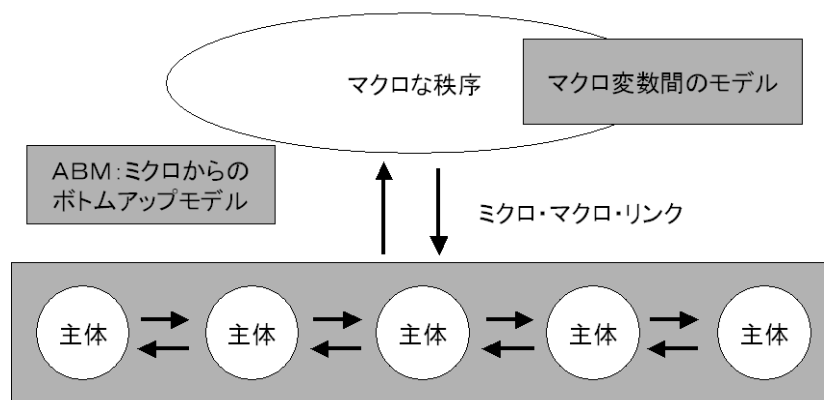 マクロな秩序
マクロ変数間のモデル
ABM:ミクロからの
ボトムアップモデル
ミクロ・マクロ・リンク
主体
主体
主体
主体
主体